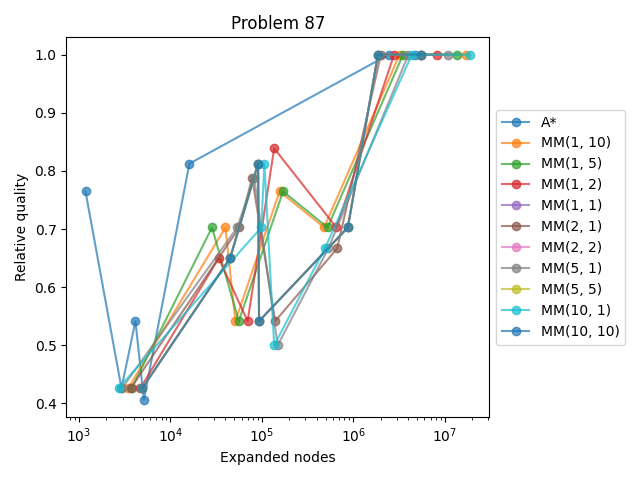 Problem 87
1.0
0.9
0.8
0.7
0.6
0.5
0.4
Relative quality
10³
10⁴
10⁵
10⁶
10⁷
Expanded nodes
A*
MM(1, 10)
MM(1, 5)
MM(1, 2)
MM(1, 1)
MM(2, 1)
MM(2, 2)
MM(5, 1)
MM(5, 5)
MM(10, 1)
MM(10, 10)